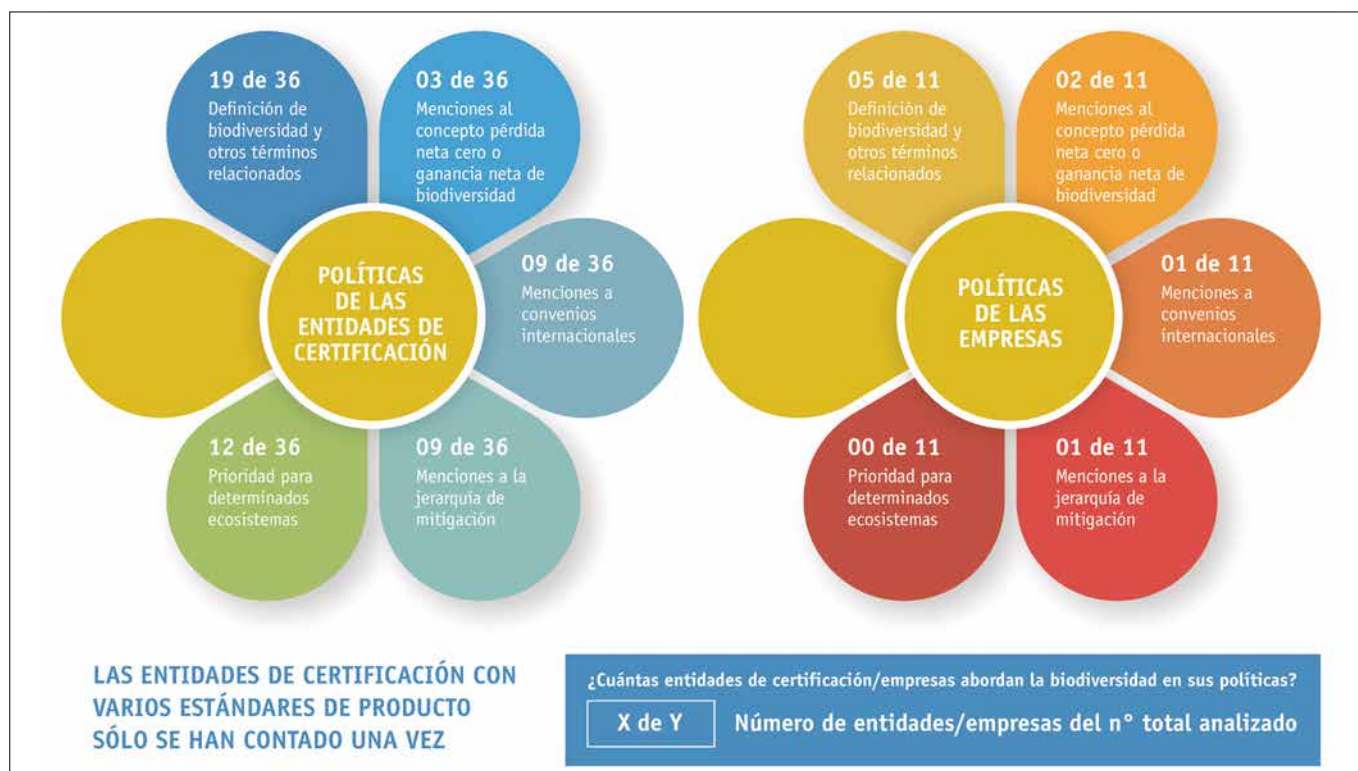 19 de 36
Definición de
biodiversidad y
otros términos
relacionados
03 de 36
Menciones al
concepto pérdida
neta cero o
ganancia neta de
biodiversidad
09 de 36
Menciones a
convenios
internacionales
POLÍTICAS
DE LAS
ENTIDADES DE
CERTIFICACIÓN
12 de 36
Prioridad para
determinados
ecosistemas
09 de 36
Menciones a la
jerarquía de
mitigación
05 de 11
Definición de
biodiversidad y
otros términos
relacionados
02 de 11
Menciones al
concepto pérdida
neta cero o
ganancia neta de
biodiversidad
01 de 11
Menciones a
convenios
internacionales
POLÍTICAS
DE LAS
EMPRESAS
00 de 11
Prioridad para
determinados
ecosistemas
01 de 11
Menciones a la
jerarquía de
mitigación
LAS ENTIDADES DE CERTIFICACIÓN CON
VARIOS ESTÁNDARES DE PRODUCTO
SÓLO SE HAN CONTADO UNA VEZ
¿Cuántas entidades de certificación/empresas abordan la biodiversidad en sus políticas?
X de Y
Número de entidades/empresas del n° total analizado